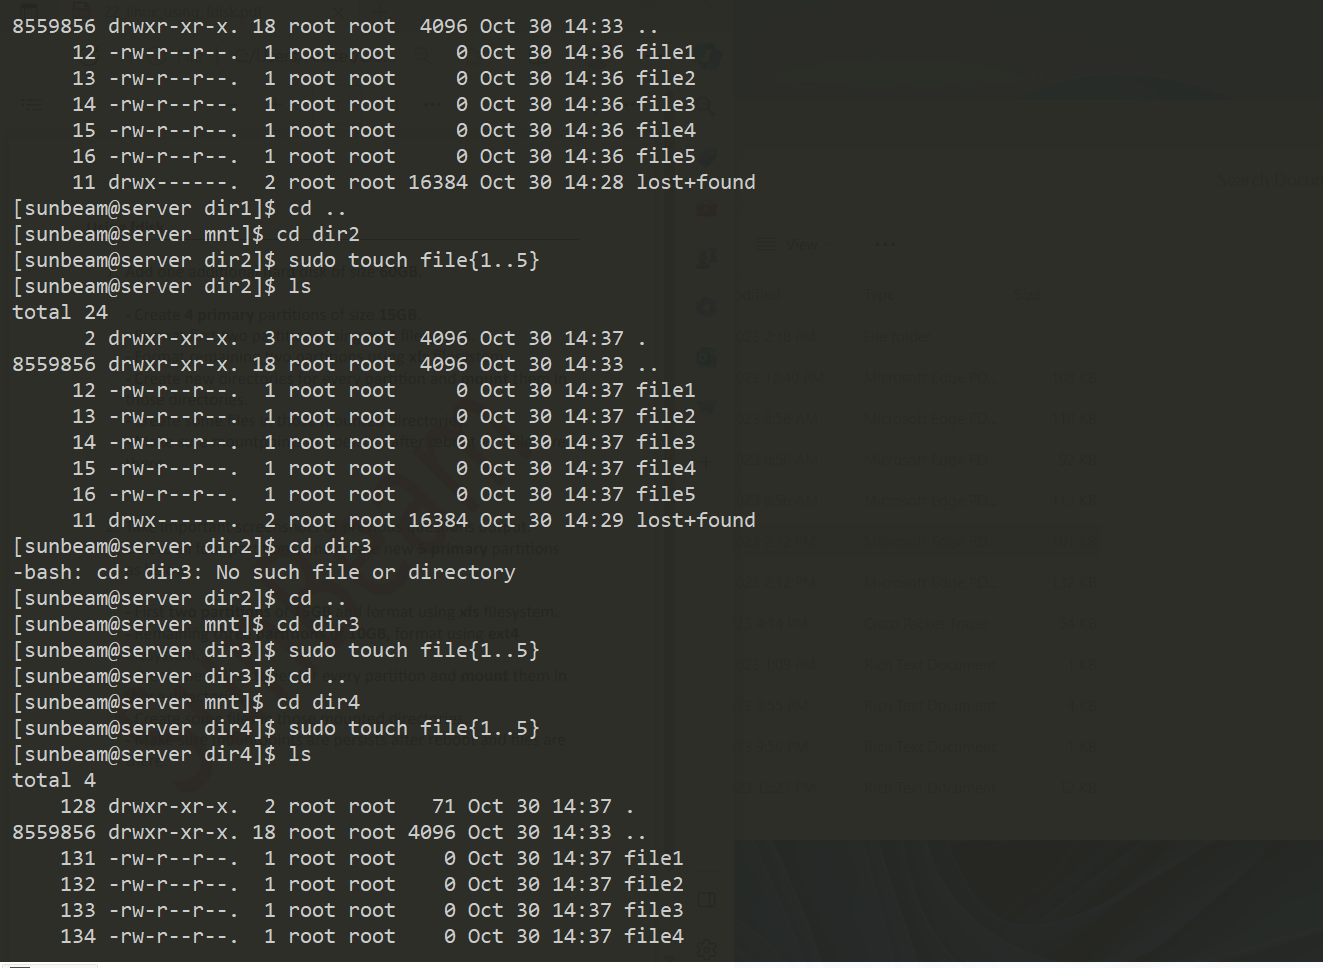 8559856 drwxr-xr-x. 18 root root  4096 Oct 30 14:33 ..
     12 -rw-r--r--.  1 root root     0 Oct 30 14:36 file1
     13 -rw-r--r--.  1 root root     0 Oct 30 14:36 file2
     14 -rw-r--r--.  1 root root     0 Oct 30 14:36 file3
     15 -rw-r--r--.  1 root root     0 Oct 30 14:36 file4
     16 -rw-r--r--.  1 root root     0 Oct 30 14:36 file5
     11 drwx------.  2 root root 16384 Oct 30 14:28 lost+found
[sunbeam@server dir1]$ cd ..
[sunbeam@server mnt]$ cd dir2
[sunbeam@server dir2]$ sudo touch file{1..5}
[sunbeam@server dir2]$ ls
total 24
      2 drwxr-xr-x.  3 root root  4096 Oct 30 14:37 .
8559856 drwxr-xr-x. 18 root root  4096 Oct 30 14:33 ..
     12 -rw-r--r--.  1 root root     0 Oct 30 14:37 file1
     13 -rw-r--r--.  1 root root     0 Oct 30 14:37 file2
     14 -rw-r--r--.  1 root root     0 Oct 30 14:37 file3
     15 -rw-r--r--.  1 root root     0 Oct 30 14:37 file4
     16 -rw-r--r--.  1 root root     0 Oct 30 14:37 file5
     11 drwx------.  2 root root 16384 Oct 30 14:29 lost+found
[sunbeam@server dir2]$ cd dir3
-bash: cd: dir3: No such file or directory
[sunbeam@server dir2]$ cd ..
[sunbeam@server mnt]$ cd dir3
[sunbeam@server dir3]$ sudo touch file{1..5}
[sunbeam@server dir3]$ cd ..
[sunbeam@server mnt]$ cd dir4
[sunbeam@server dir4]$ sudo touch file{1..5}
[sunbeam@server dir4]$ ls
total 4
    128 drwxr-xr-x.  2 root root   71 Oct 30 14:37 .
8559856 drwxr-xr-x. 18 root root 4096 Oct 30 14:33 ..
    131 -rw-r--r--.  1 root root    0 Oct 30 14:37 file1
    132 -rw-r--r--.  1 root root    0 Oct 30 14:37 file2
    133 -rw-r--r--.  1 root root    0 Oct 30 14:37 file3
    134 -rw-r--r--.  1 root root    0 Oct 30 14:37 file4
View